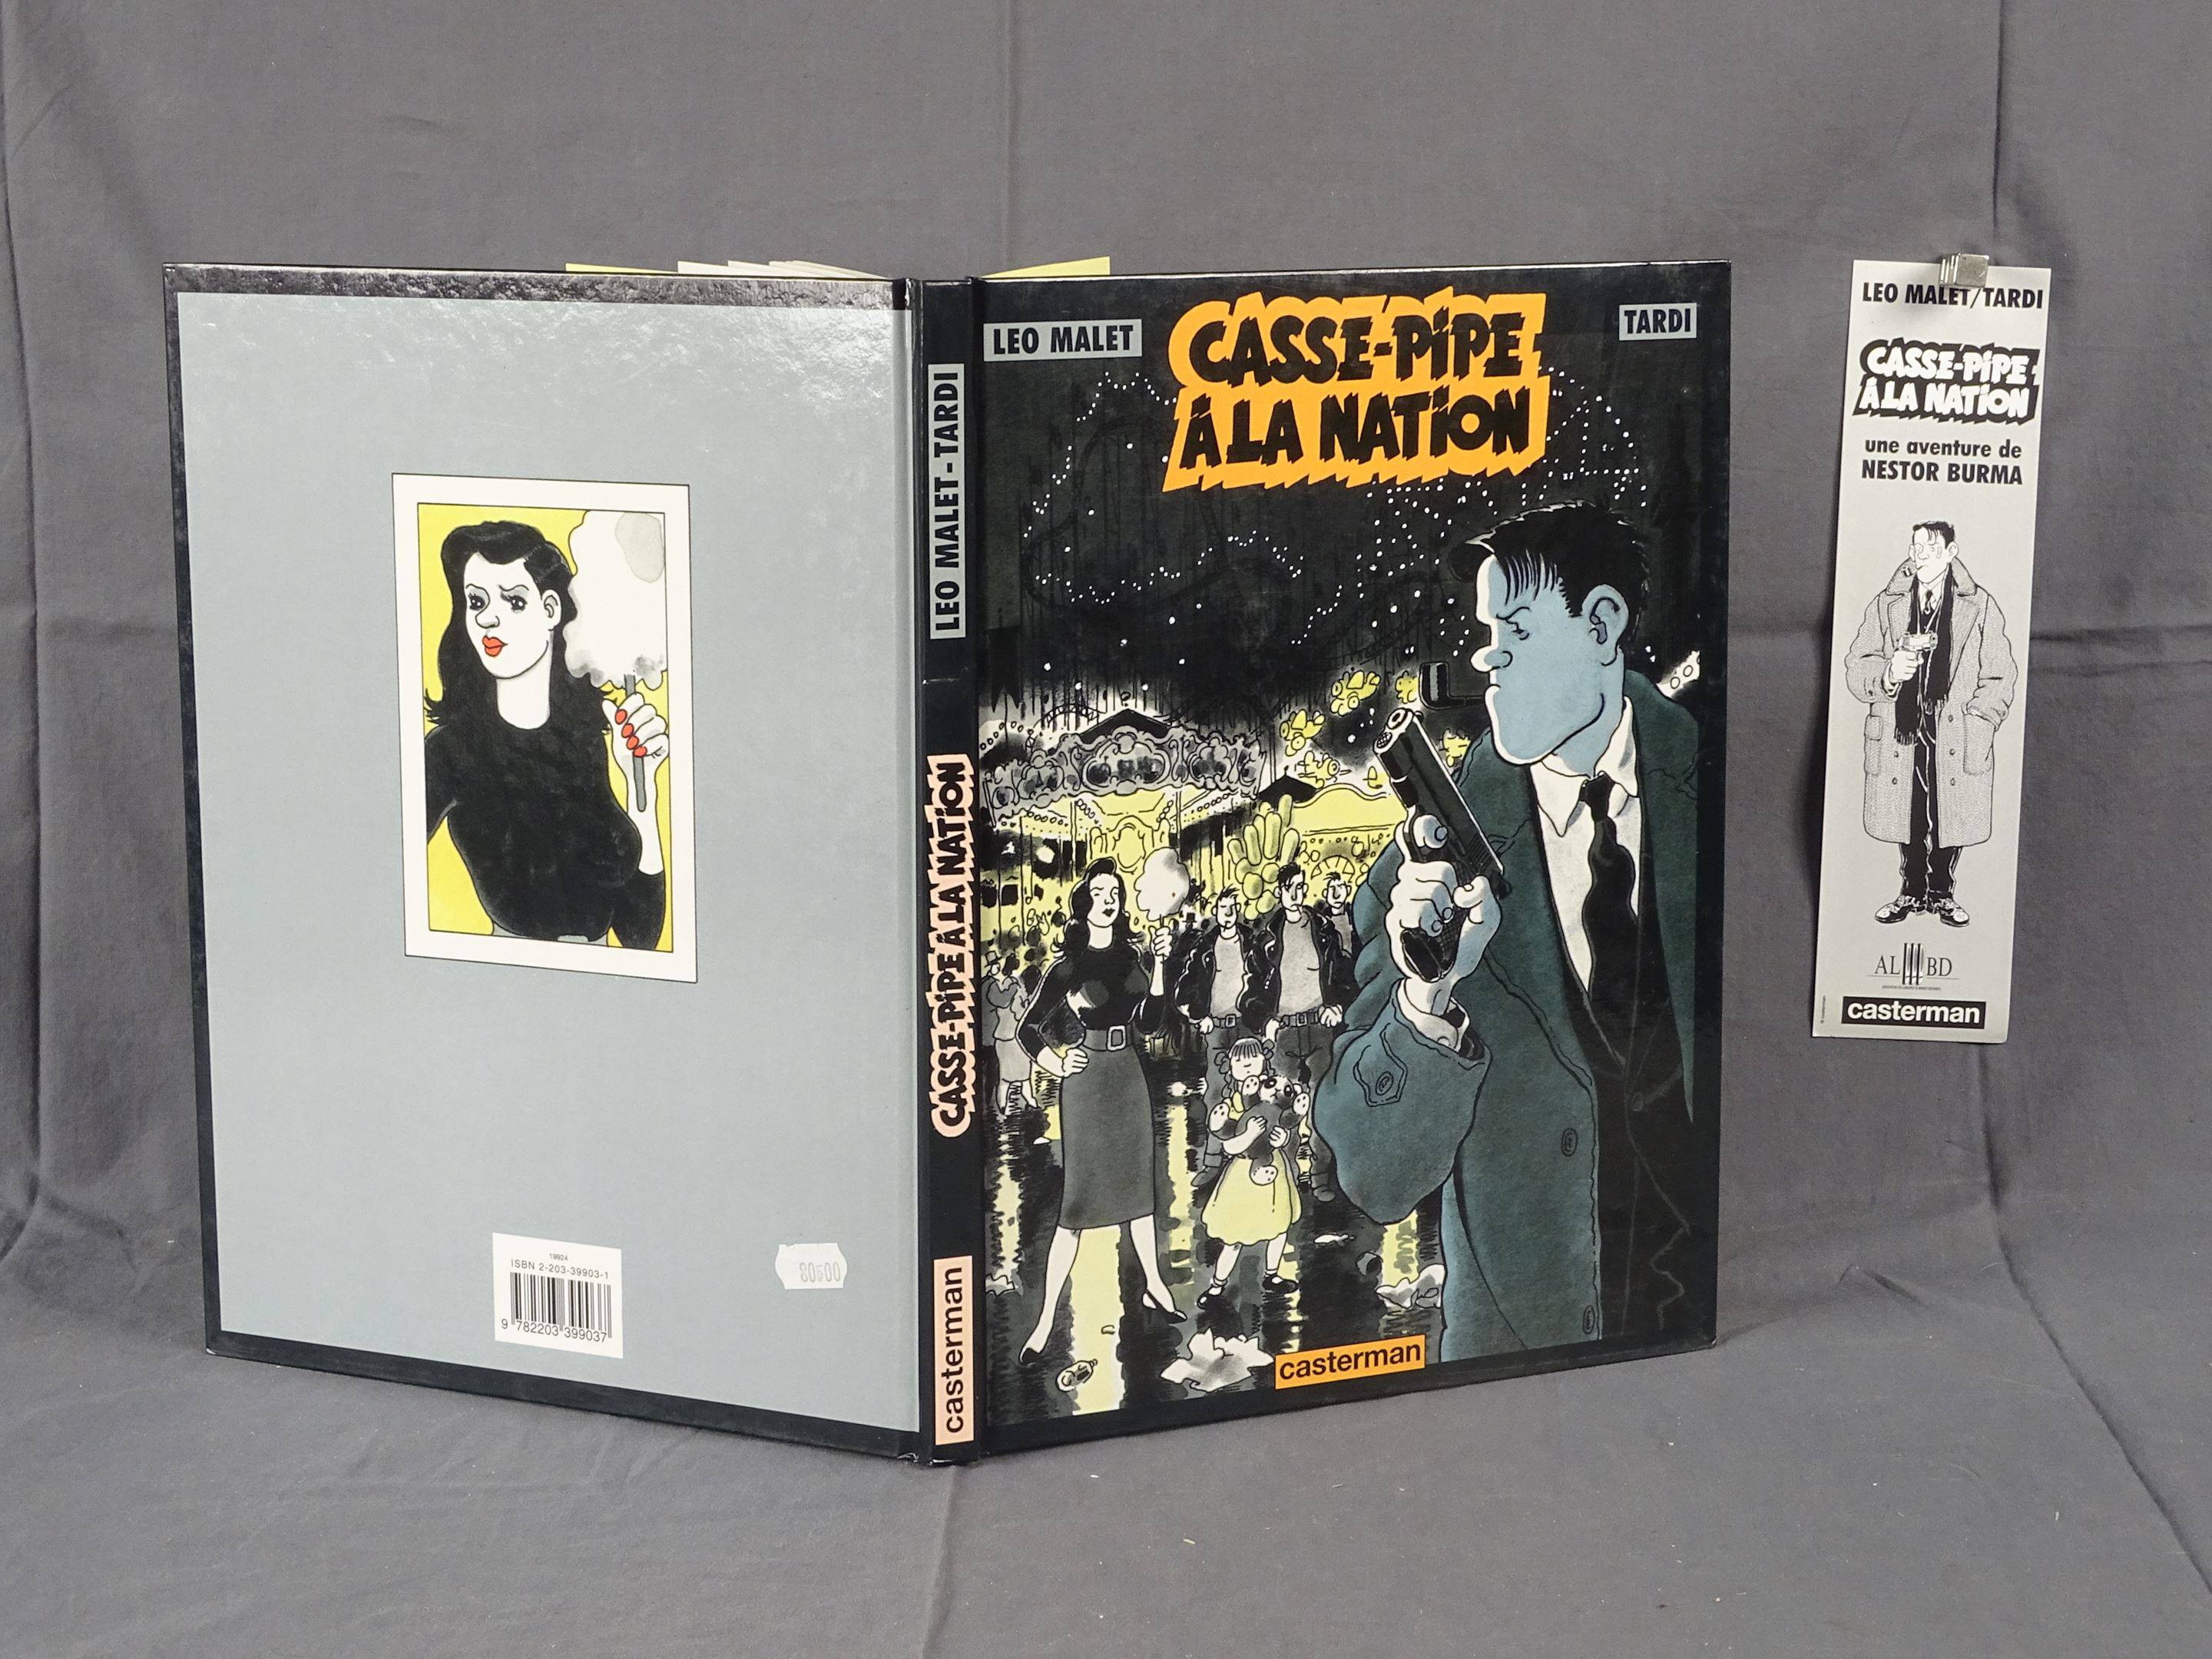 19924
ISBN 2-203-39903-1
9 782203 399037
80F00
LEO MALET-TARDI
CASSE-PIPE À LA NATION
casterman
LEO MALET
CASSE-PIPE
À LA NATION
TARDI
casterman
LEO MALET/TARDI
CASSE-PIPE
À LA NATION
une aventure de
NESTOR BURMA
AL BD
casterman